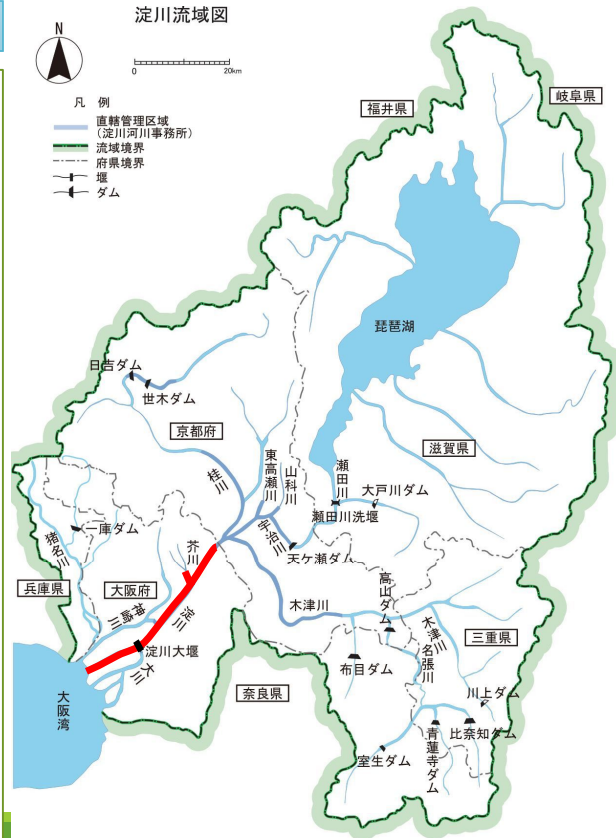 淀川流域図
N
0
20km
凡 例
直轄管理区域
（淀川河川事務所）
流域境界
府県境界
堰
ダム
福井県
岐阜県
琵琶湖
日吉ダム
世木ダム
京都府
滋賀県
桂川
東高瀬川
山科川
瀬田川
大戸川ダム
瀬田川洗堰
宇治川
天ケ瀬ダム
一庫ダム
猪名川
芥川
兵庫県
大阪府
神崎川
淀川
木津川
高山ダム
木津川
三重県
淀川大堰
大川
布目ダム
名張川
奈良県
川上ダム
大阪湾
室生ダム
青蓮寺ダム
比奈知ダム